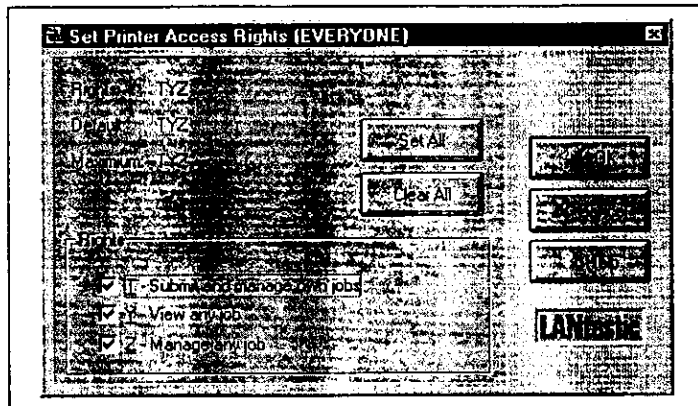 Set Printer Access Rights (EVERYONE)
Rights TYZ
Default TYZ
Maximum TYZ
Set All
Clear All
Rights
T - Submit and manage own jobs
Y - View any job
Z - Manage any job
LANtastic